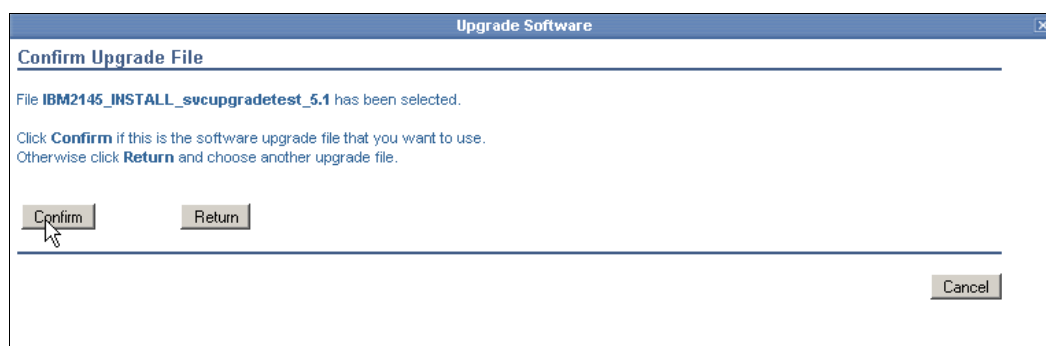 Upgrade Software
Confirm Upgrade File
File IBM2145_INSTALL_svcupgradetest_5.1 has been selected.
Click Confirm if this is the software upgrade file that you want to use.
Otherwise click Return and choose another upgrade file.
Confirm
Return
Cancel